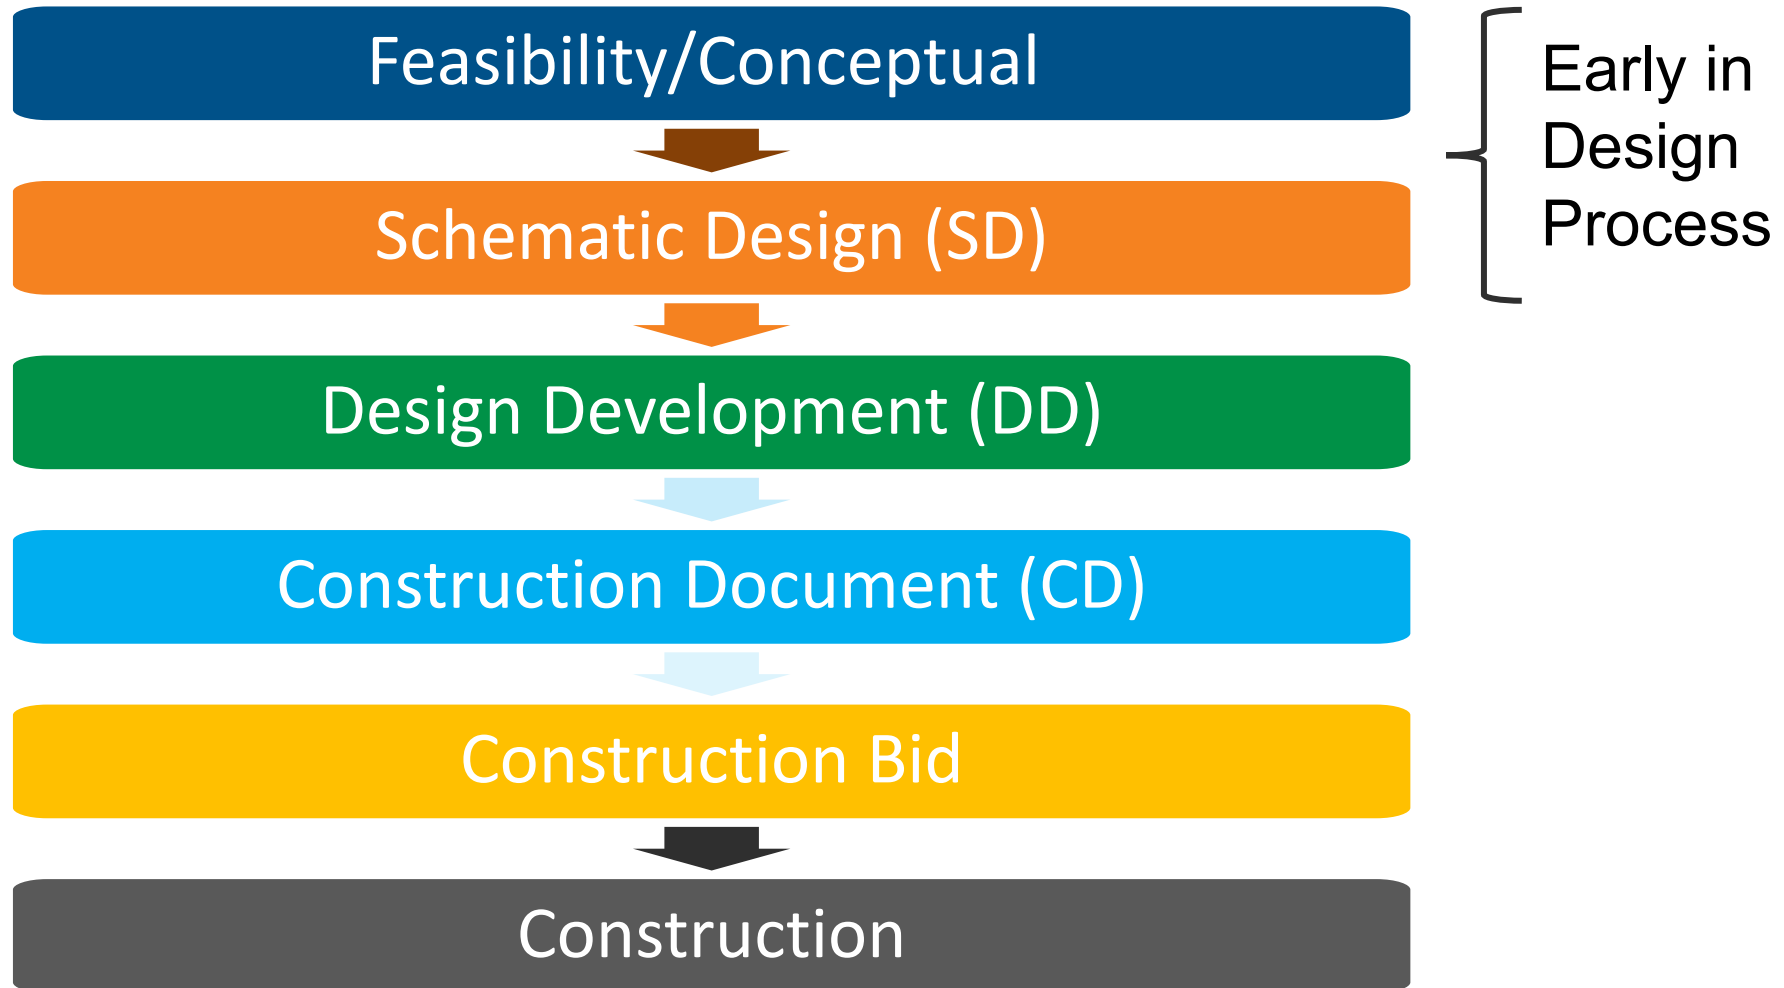 Feasibility/Conceptual
Schematic Design (SD)
Design Development (DD)
Construction Document (CD)
Construction Bid
Construction
Early in
Design
Process